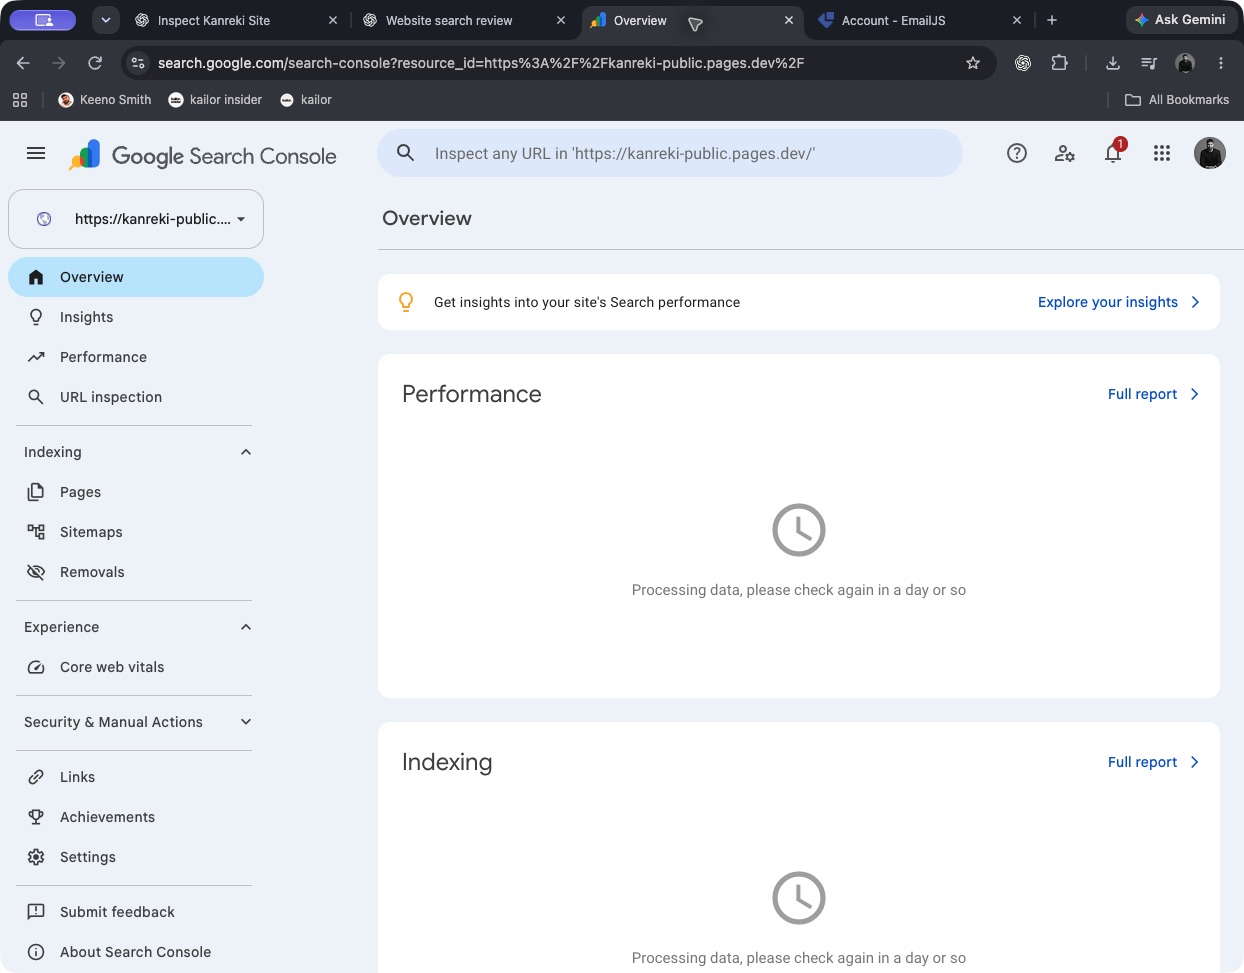 Inspect Kanreki Site
Website search review
Overview
Account - EmailJS
Ask Gemini
search.google.com/search-console?resource_id=https%3A%2F%2Fkanreki-public.pages.dev%2F
Keeno Smith
kailor insider
kailor
All Bookmarks
Google Search Console
Inspect any URL in 'https://kanreki-public.pages.dev/'
1
https://kanreki-public....
Overview
Insights
Performance
URL inspection
Indexing
Pages
Sitemaps
Removals
Experience
Core web vitals
Security & Manual Actions
Links
Achievements
Settings
Submit feedback
About Search Console
Overview
Get insights into your site's Search performance
Explore your insights
Performance
Full report
Processing data, please check again in a day or so
Indexing
Full report
Processing data, please check again in a day or so